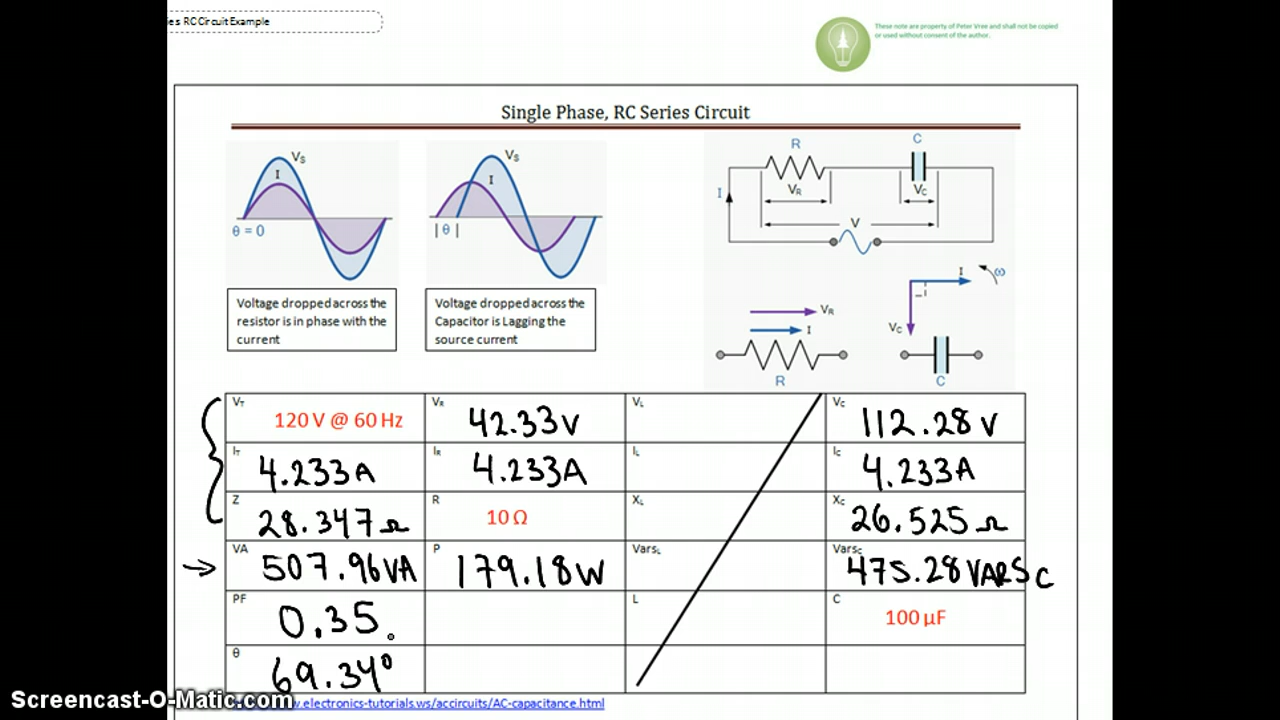 es RC Circuit Example
These note are property of Peter Vree and shall not be copied
or used without consent of the author.
Single Phase, RC Series Circuit
VS
I
θ = 0
VS
I
| θ |
R
C
I
VR
VC
V
Voltage dropped across the
resistor is in phase with the
current
Voltage dropped across the
Capacitor is Lagging the
source current
I
ω
VC
VR
I
R
C
VT 120 V @ 60 Hz
VR 42.33V
VL
VC 112.28 V
IT 4.233A
IR 4.233A
IL
IC 4.233A
Z 28.347Ω
R 10 Ω
XL
XC 26.525 Ω
VA 507.96VA
P 179.18W
VarsL
VarsC 475.28 VARS C
PF 0.35
L
C 100 µF
θ 69.34°
Screencast-O-Matic.com
w.electronics-tutorials.ws/accircuits/AC-capacitance.html